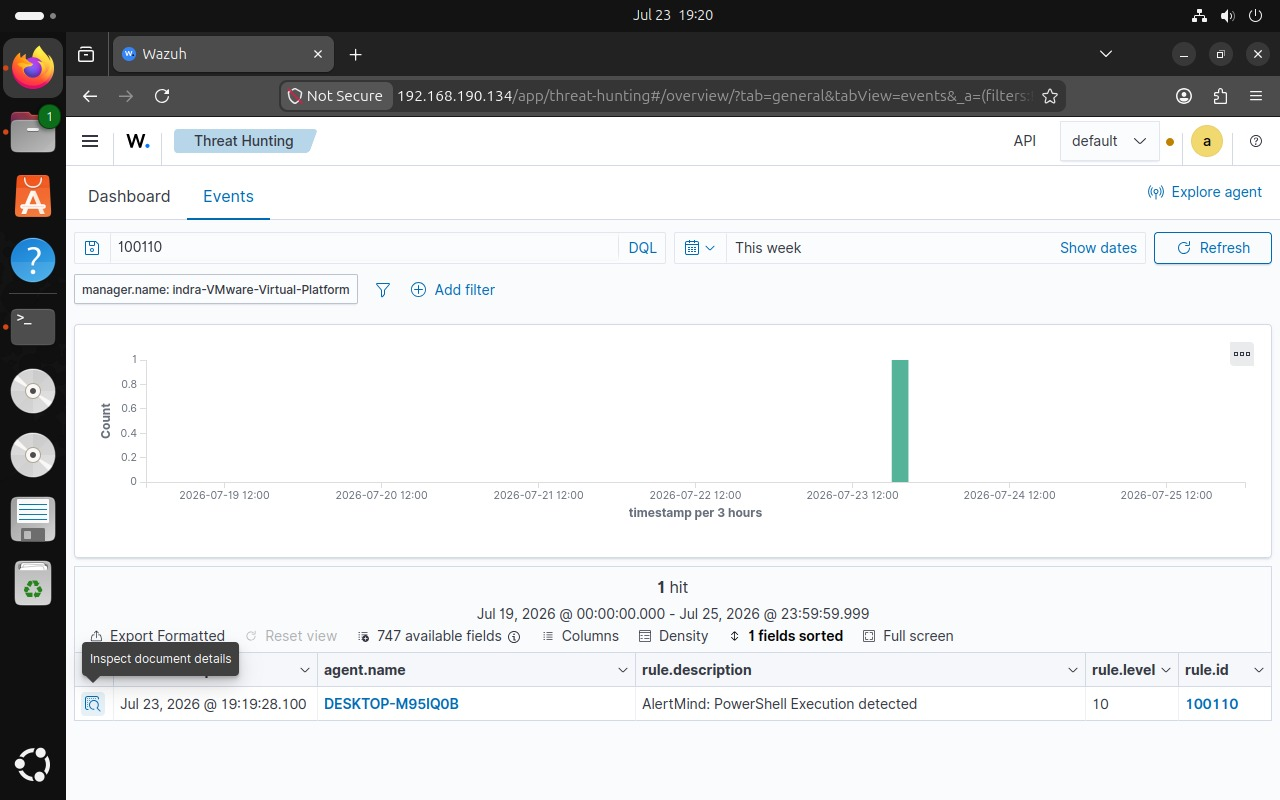 Jul 23 19:20
Wazuh
Not Secure 192.168.190.134/app/threat-hunting#/overview/?tab=general&tabView=events&_a=(filters:
1
W. Threat Hunting API default a
Dashboard Events Explore agent
100110 DQL This week Show dates Refresh
manager.name: indra-VMware-Virtual-Platform Add filter
1
0.8
0.6
0.4
0.2
0
Count
2026-07-19 12:00 2026-07-20 12:00 2026-07-21 12:00 2026-07-22 12:00 2026-07-23 12:00 2026-07-24 12:00 2026-07-25 12:00
timestamp per 3 hours
1 hit
Jul 19, 2026 @ 00:00:00.000 - Jul 25, 2026 @ 23:59:59.999
Export Formatted Reset view 747 available fields Columns Density 1 fields sorted Full screen
Inspect document details
agent.name rule.description rule.level rule.id
Jul 23, 2026 @ 19:19:28.100 DESKTOP-M95IQ0B AlertMind: PowerShell Execution detected 10 100110